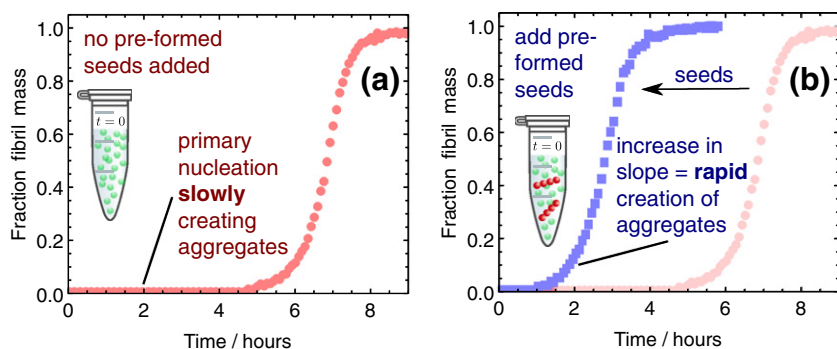 no pre-formed
seeds added
(a)
t = 0
primary
nucleation
slowly
creating
aggregates
Fraction fibril mass
1.0
0.8
0.6
0.4
0.2
0.0
0 2 4 6 8
Time / hours
add pre-
formed
seeds
seeds
(b)
t = 0
increase in
slope = rapid
creation of
aggregates
Fraction fibril mass
1.0
0.8
0.6
0.4
0.2
0.0
0 2 4 6 8
Time / hours